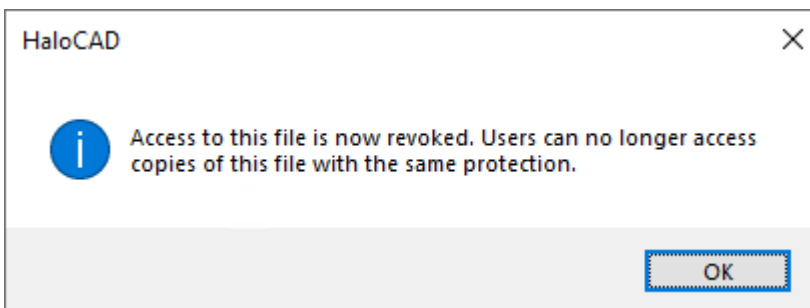 HaloCAD
Access to this file is now revoked. Users can no longer access
copies of this file with the same protection.
OK